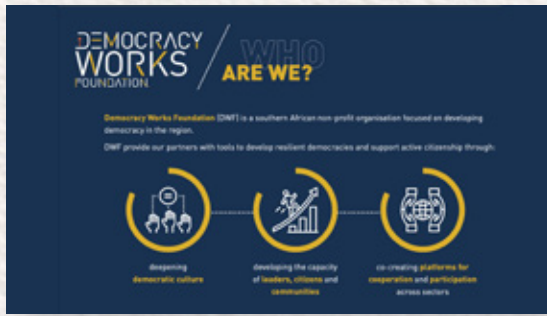 DEMOCRACY
WORKS
FOUNDATION
WHO
ARE WE?
Democracy Works Foundation (DWF) is a southern African non-profit organisation focused on developing
democracy in the region.
DWF provide our partners with tools to develop resilient democracies and support active citizenship through:
deepening
democratic culture
developing the capacity
of leaders, citizens and
communities
co-creating platforms for
cooperation and participation
across sectors